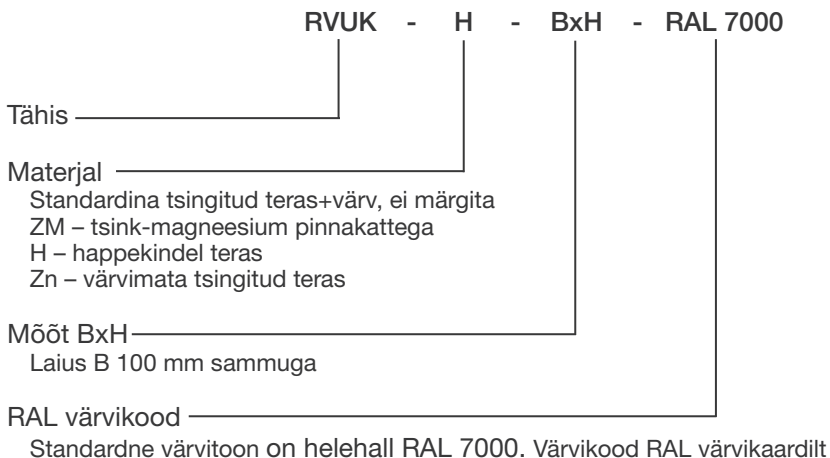 RVUK - H - BxH - RAL 7000
Tähis
Materjal
Standardina tsingitud teras+värv, ei märgita
ZM – tsink-magneesium pinnakattega
H – happekindel teras
Zn – värvimata tsingitud teras
Mõõt BxH
Laius B 100 mm sammuga
RAL värvikood
Standardne värvitoon on helehall RAL 7000. Värvikood RAL värvikaardilt